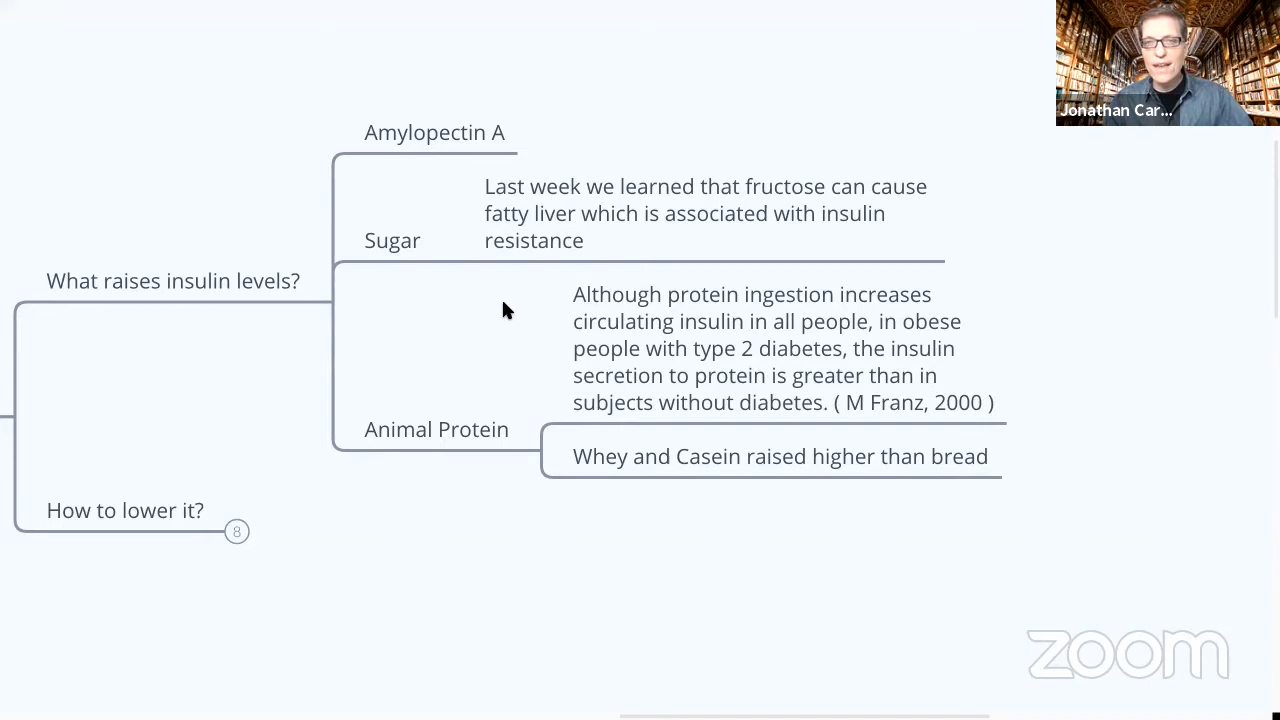 Jonathan Car...
Amylopectin A
Last week we learned that fructose can cause
fatty liver which is associated with insulin
resistance
Sugar
What raises insulin levels?
Although protein ingestion increases
circulating insulin in all people, in obese
people with type 2 diabetes, the insulin
secretion to protein is greater than in
subjects without diabetes. ( M Franz, 2000 )
Animal Protein
Whey and Casein raised higher than bread
How to lower it?
8
zoom